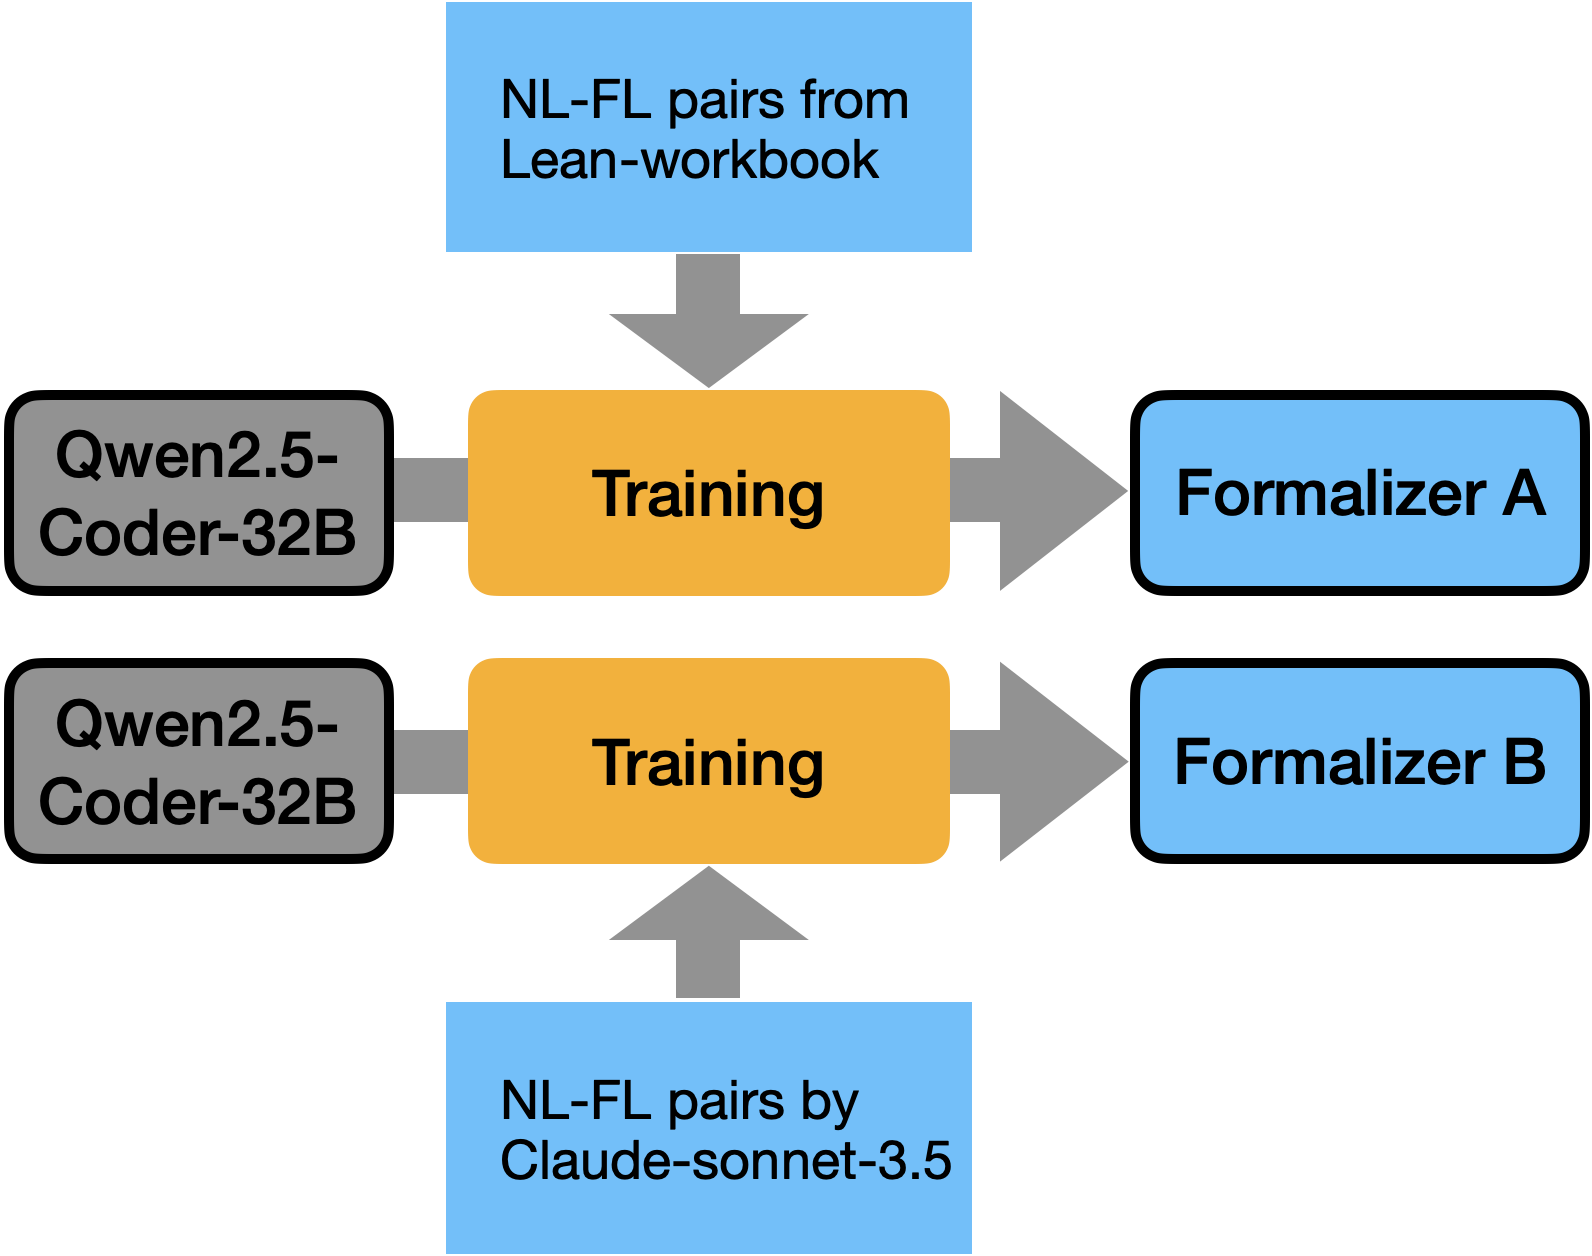 NL-FL pairs from
Lean-workbook
Qwen2.5-
Coder-32B
Training
Formalizer A
Qwen2.5-
Coder-32B
Training
Formalizer B
NL-FL pairs by
Claude-sonnet-3.5